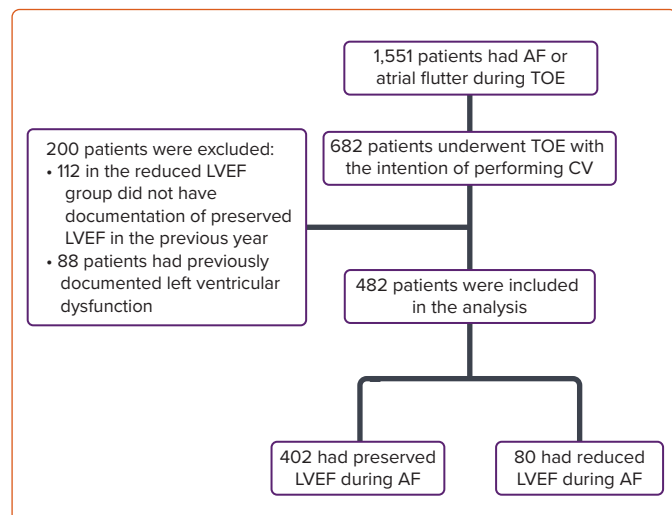 1,551 patients had AF or
atrial flutter during TOE
200 patients were excluded:
• 112 in the reduced LVEF
group did not have
documentation of preserved
LVEF in the previous year
• 88 patients had previously
documented left ventricular
dysfunction
682 patients underwent TOE with
the intention of performing CV
482 patients were included
in the analysis
402 had preserved
LVEF during AF
80 had reduced
LVEF during AF